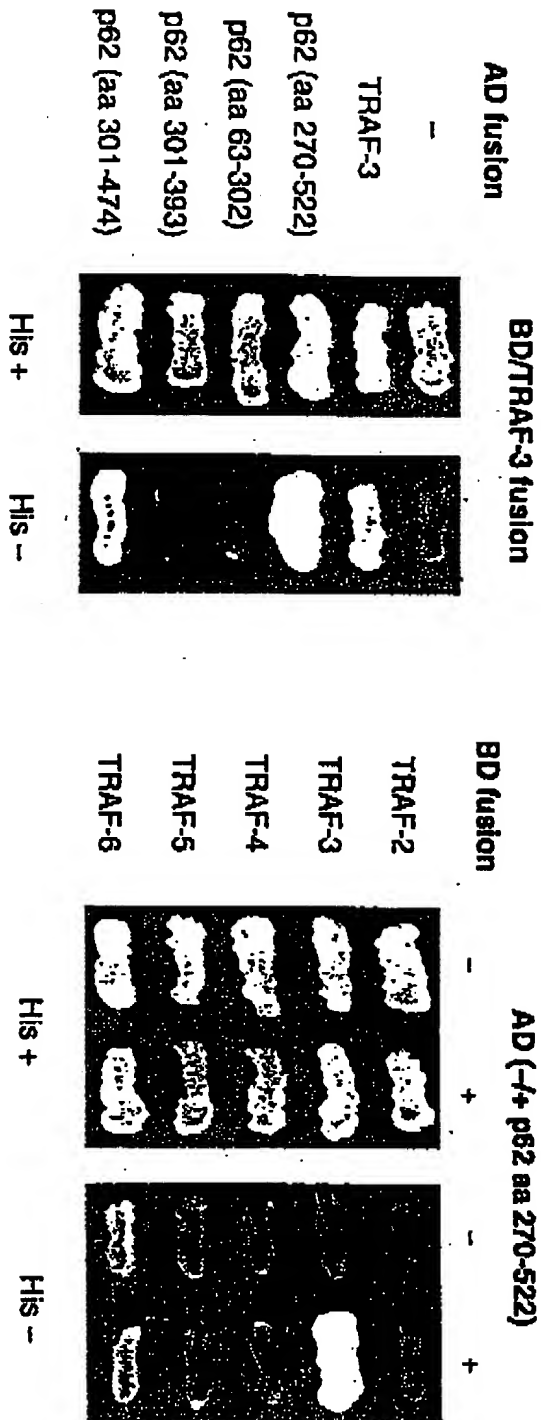 AD fusion
BD/TRAF-3 fusion
–
TRAF-3
p62 (aa 270-522)
p62 (aa 63-302)
p62 (aa 301-393)
p62 (aa 301-474)
His +
His –
BD fusion
AD (–/+ p62 aa 270-522)
– + – +
TRAF-2
TRAF-3
TRAF-4
TRAF-5
TRAF-6
His +
His –